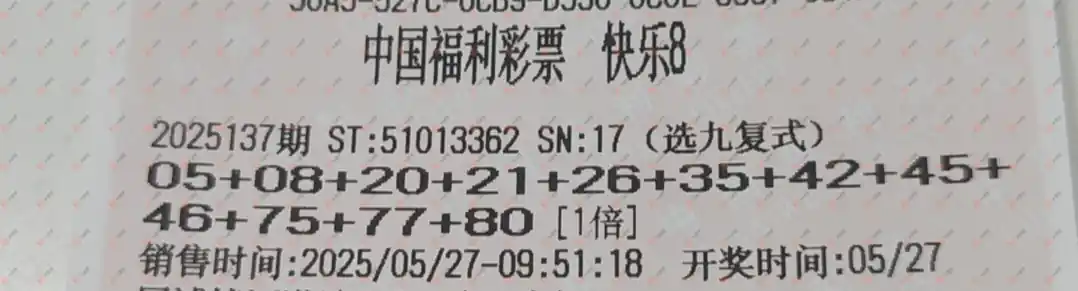 中国福利彩票 快乐8
2025137期 ST:51013362 SN:17 (选九复式)
05+08+20+21+26+35+42+45+
46+75+77+80 [1倍]
销售时间:2025/05/27-09:51:18 开奖时间:05/27